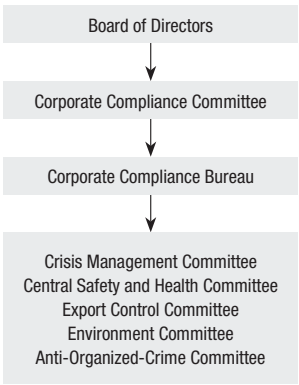 Board of Directors
Corporate Compliance Committee
Corporate Compliance Bureau
Crisis Management Committee
Central Safety and Health Committee
Export Control Committee
Environment Committee
Anti-Organized-Crime Committee